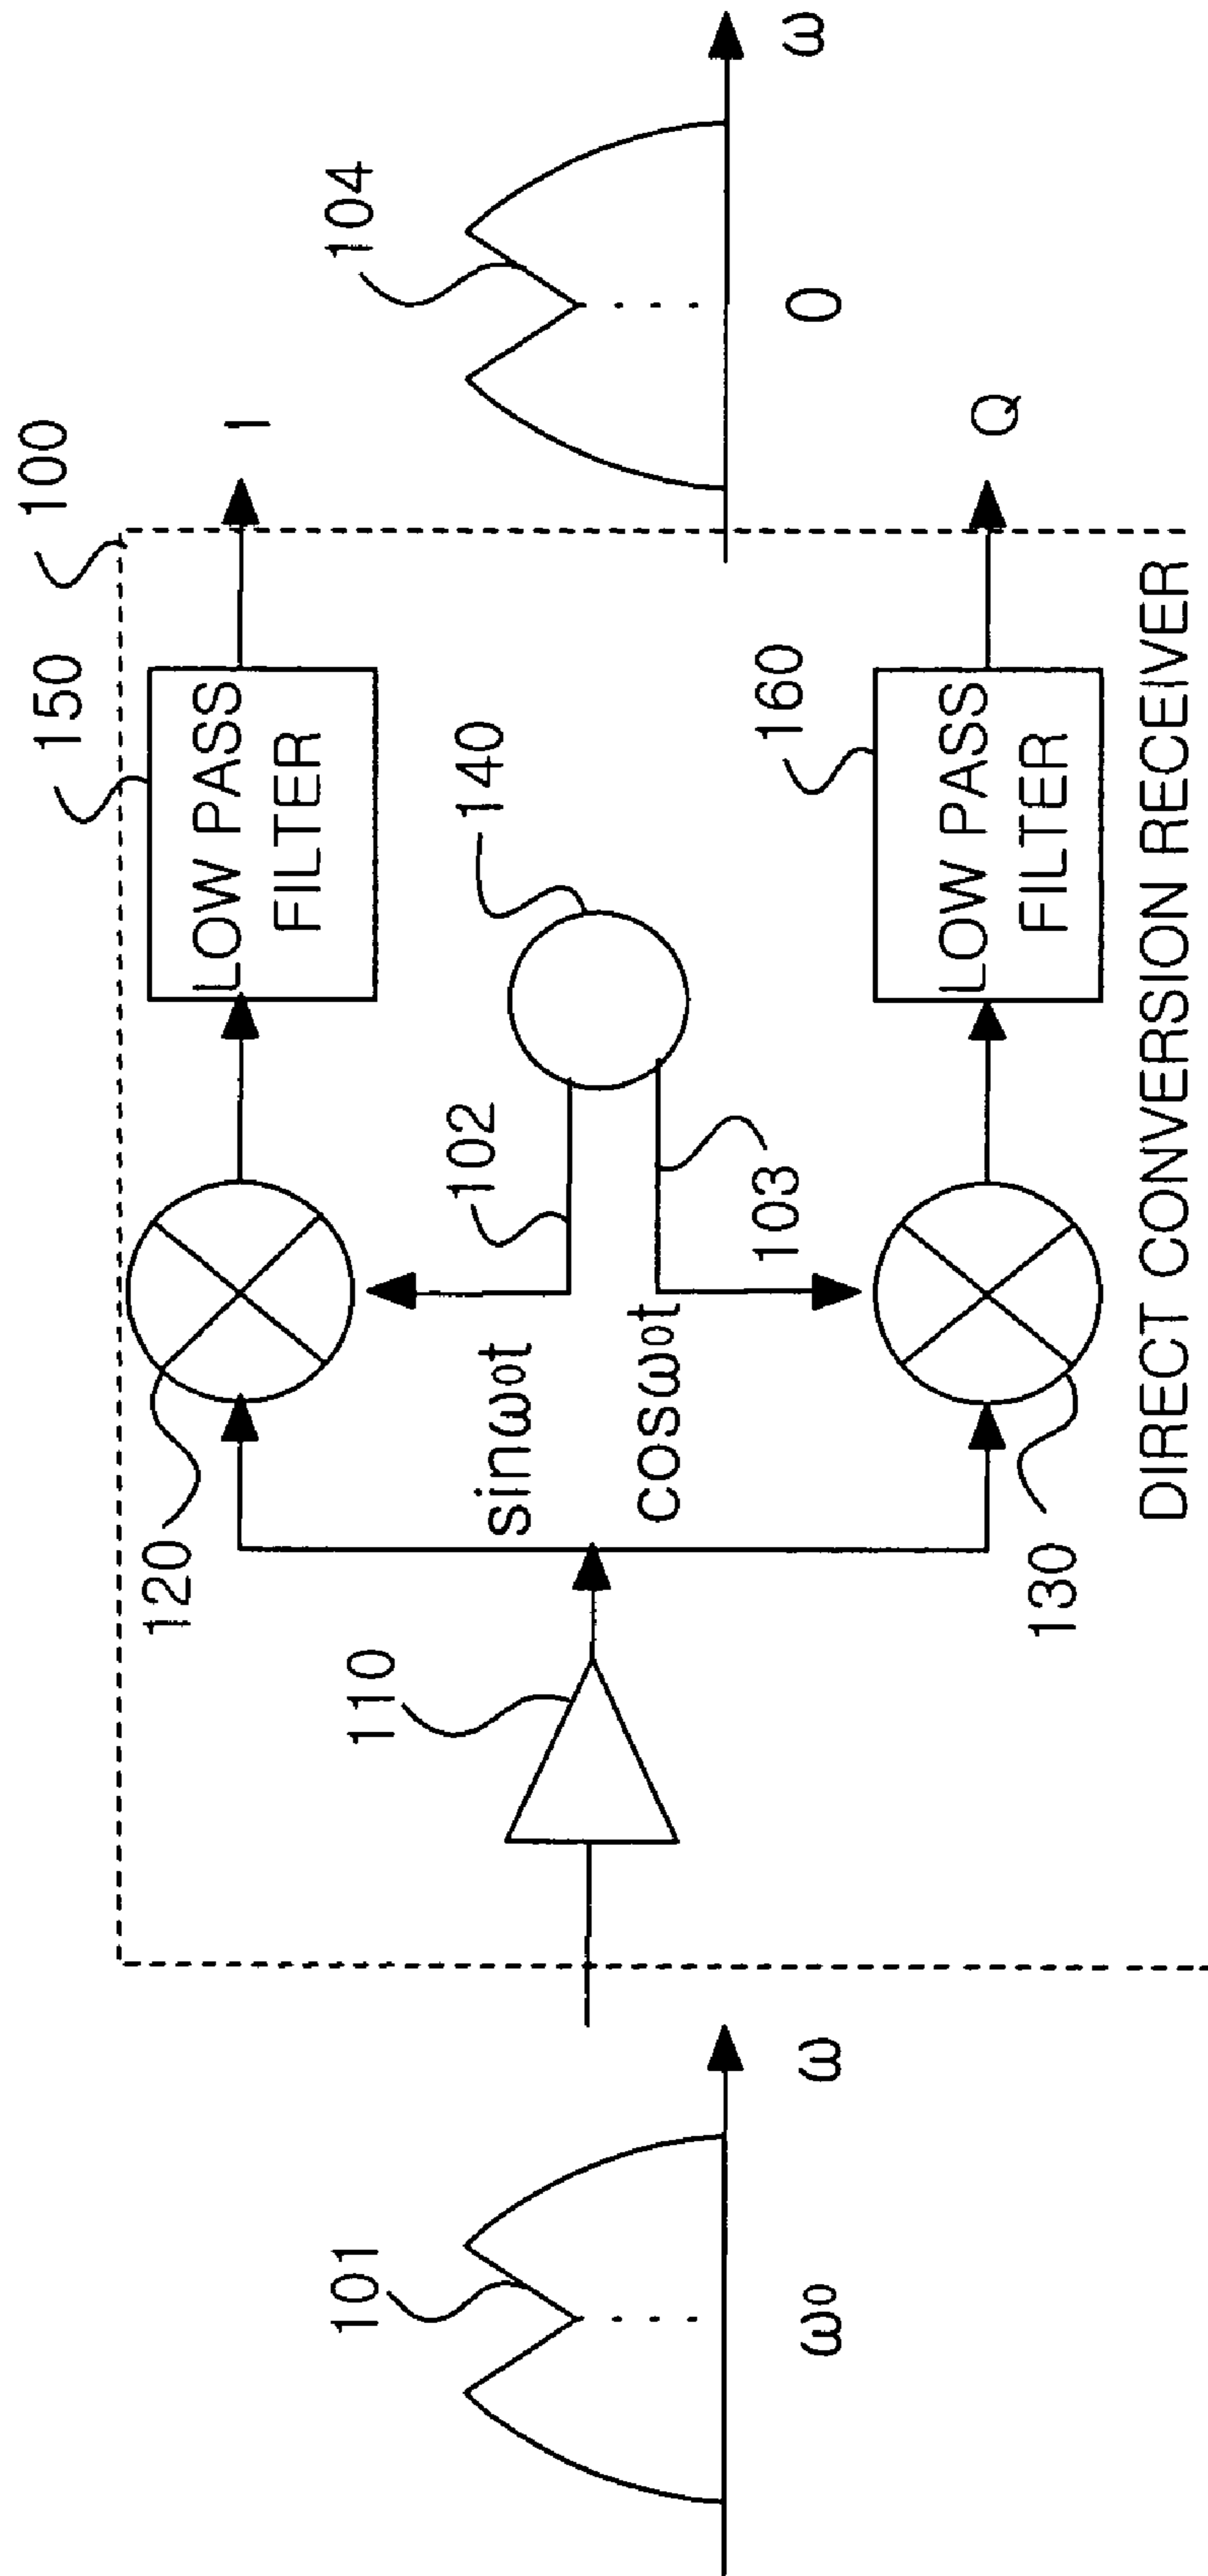 100
150
LOW PASS
FILTER
I
120
102
140
104
101
110
sinω0t
cosω0t
103
160
LOW PASS
FILTER
Q
130
ω0
ω
0
ω
DIRECT CONVERSION RECEIVER